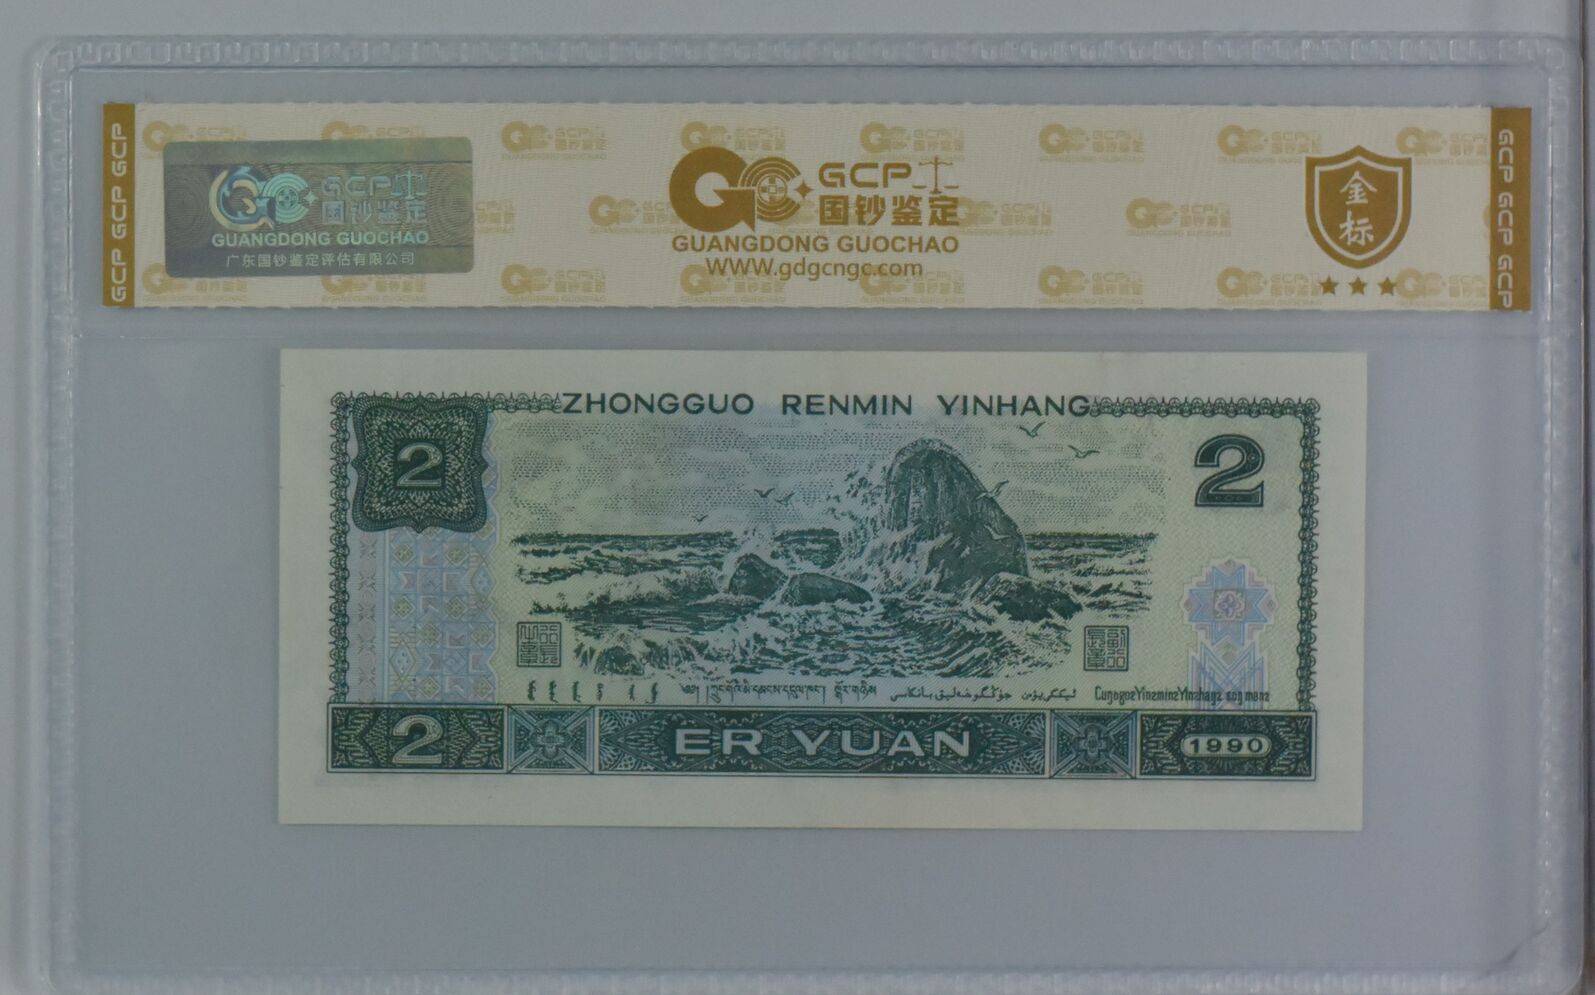 GCP GCP GCP
GCP
国钞鉴定
GUANGDONG GUOCHAO
广东国钞鉴定评估有限公司
GCP
国钞鉴定
GUANGDONG GUOCHAO
WWW.gdgcngc.com
金
标
GCP GCP GCP
ZHONGGUO RENMIN YINHANG
2
2
2 ER YUAN 1990